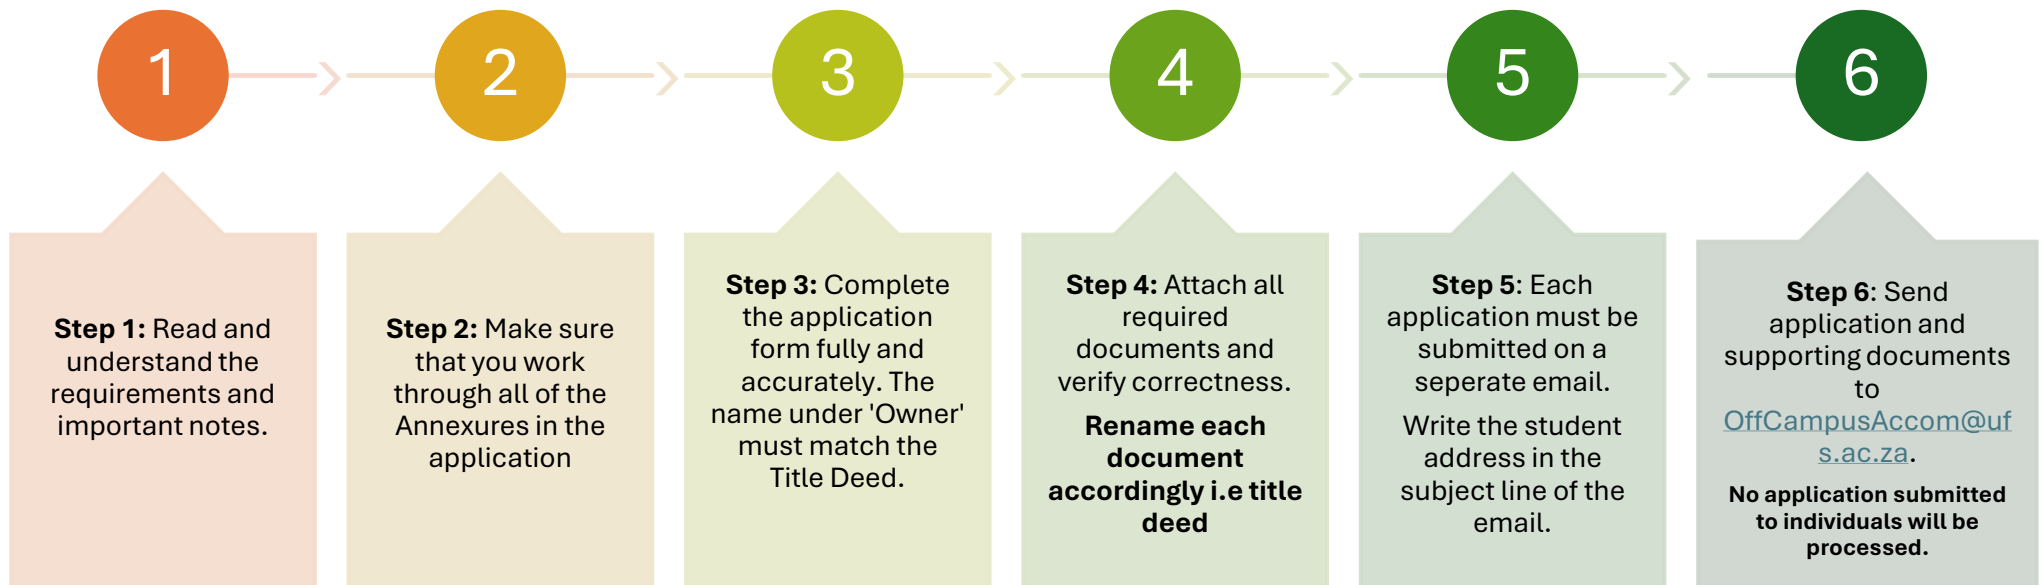 1
2
3
4
5
6
Step 1: Read and
understand the
requirements and
important notes.
Step 2: Make sure
that you work
through all of the
Annexures in the
application
Step 3: Complete
the application
form fully and
accurately. The
name under 'Owner'
must match the
Title Deed.
Step 4: Attach all
required
documents and
verify correctness.
Rename each
document
accordingly i.e title
deed
Step 5: Each
application must be
submitted on a
seperate email.
Write the student
address in the
subject line of the
email.
Step 6: Send
application and
supporting documents
to
OffCampusAccom@uf
s.ac.za.
No application submitted
to individuals will be
processed.